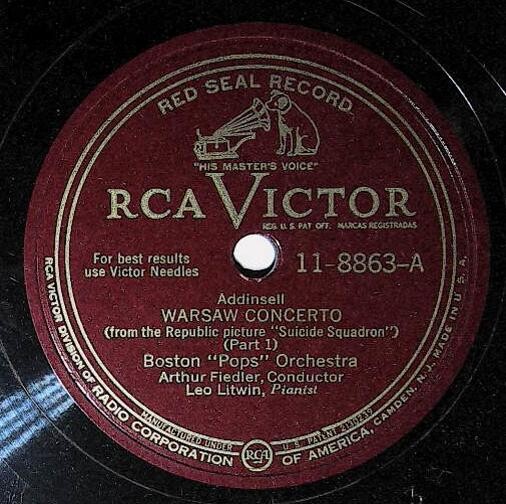 RED SEAL RECORD
"HIS MASTER'S VOICE"
RCA VICTOR
REG. U.S. PAT. OFF. MARCAS REGISTRADAS
For best results
use Victor Needles
11-8863-A
Addinsell
WARSAW CONCERTO
(from the Republic picture "Suicide Squadron")
(Part 1)
Boston "Pops" Orchestra
Arthur Fiedler, Conductor
Leo Litwin, Pianist
MANUFACTURED UNDER RCA U.S. PATENT
RCA VICTOR DIVISION OF RADIO CORPORATION OF AMERICA, CAMDEN, N.J. MADE IN U.S.A.